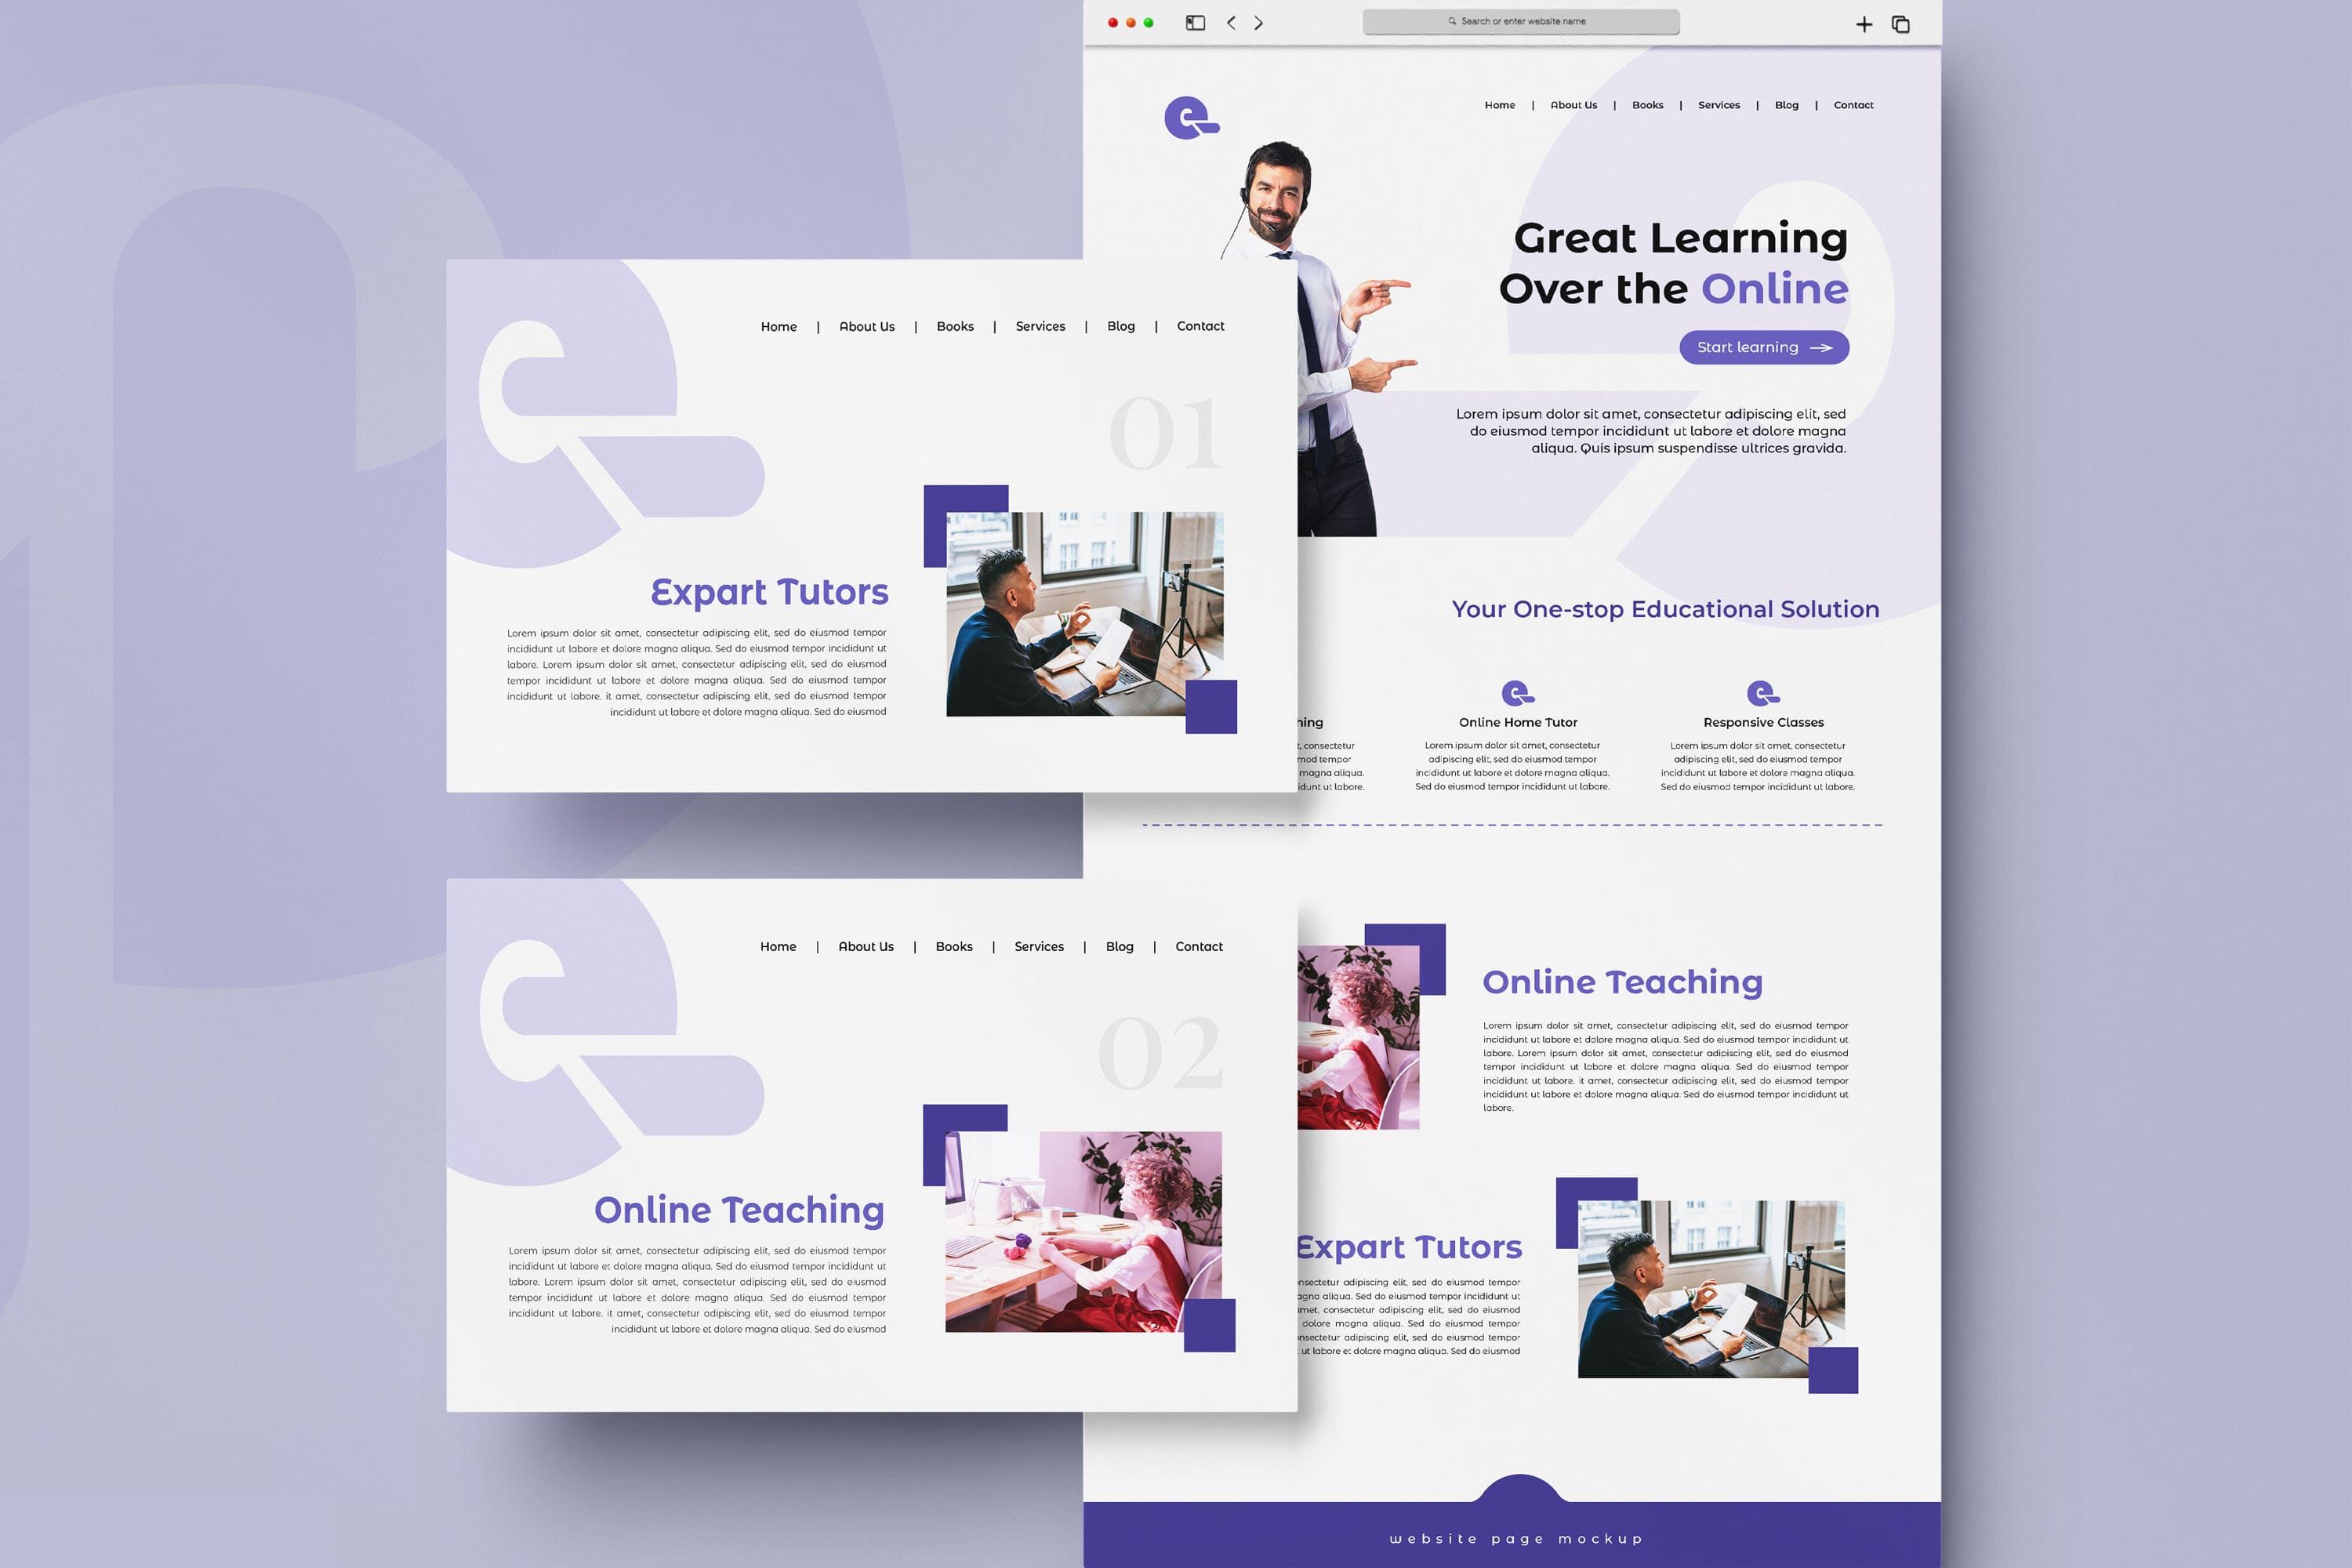 Search or enter website name
Home | About Us | Books | Services | Blog | Contact
Great Learning
Over the Online
Start learning
Lorem ipsum dolor sit amet, consectetur adipiscing elit, sed
do eiusmod tempor incididunt ut labore et dolore magna
aliqua. Quis ipsum suspendisse ultrices gravida.
Your One-stop Educational Solution
hing
, consectetur
mod tempor
magna aliqua.
idunt ut labore.
Online Home Tutor
Lorem ipsum dolor sit amet, consectetur
adipiscing elit, sed do eiusmod tempor
incididunt ut labore et dolore magna aliqua.
Sed do eiusmod tempor incididunt ut labore.
Responsive Classes
Lorem ipsum dolor sit amet, consectetur
adipiscing elit, sed do eiusmod tempor
incididunt ut labore et dolore magna aliqua.
Sed do eiusmod tempor incididunt ut labore.
Online Teaching
Lorem ipsum dolor sit amet, consectetur adipiscing elit, sed do eiusmod tempor
incididunt ut labore et dolore magna aliqua. Sed do eiusmod tempor incididunt ut
labore. Lorem ipsum dolor sit amet, consectetur adipiscing elit, sed do eiusmod
tempor incididunt ut labore et dolore magna aliqua. Sed do eiusmod tempor
incididunt ut labore. it amet, consectetur adipiscing elit, sed do eiusmod tempor
incididunt ut labore et dolore magna aliqua. Sed do eiusmod tempor incididunt ut
labore.
Expart Tutors
nsectetur adipiscing elit, sed do eiusmod tempor
agna aliqua. Sed do eiusmod tempor incididunt ut
amet, consectetur adipiscing elit, sed do eiusmod
dolore magna aliqua. Sed do eiusmod tempor
nsectetur adipiscing elit, sed do eiusmod tempor
ut labore et dolore magna aliqua. Sed do eiusmod
website page mockup
Home | About Us | Books | Services | Blog | Contact
01
Expart Tutors
Lorem ipsum dolor sit amet, consectetur adipiscing elit, sed do eiusmod tempor
incididunt ut labore et dolore magna aliqua. Sed do eiusmod tempor incididunt ut
labore. Lorem ipsum dolor sit amet, consectetur adipiscing elit, sed do eiusmod
tempor incididunt ut labore et dolore magna aliqua. Sed do eiusmod tempor
incididunt ut labore. it amet, consectetur adipiscing elit, sed do eiusmod tempor
incididunt ut labore et dolore magna aliqua. Sed do eiusmod
Home | About Us | Books | Services | Blog | Contact
02
Online Teaching
Lorem ipsum dolor sit amet, consectetur adipiscing elit, sed do eiusmod tempor
incididunt ut labore et dolore magna aliqua. Sed do eiusmod tempor incididunt ut
labore. Lorem ipsum dolor sit amet, consectetur adipiscing elit, sed do eiusmod
tempor incididunt ut labore et dolore magna aliqua. Sed do eiusmod tempor
incididunt ut labore. it amet, consectetur adipiscing elit, sed do eiusmod tempor
incididunt ut labore et dolore magna aliqua. Sed do eiusmod